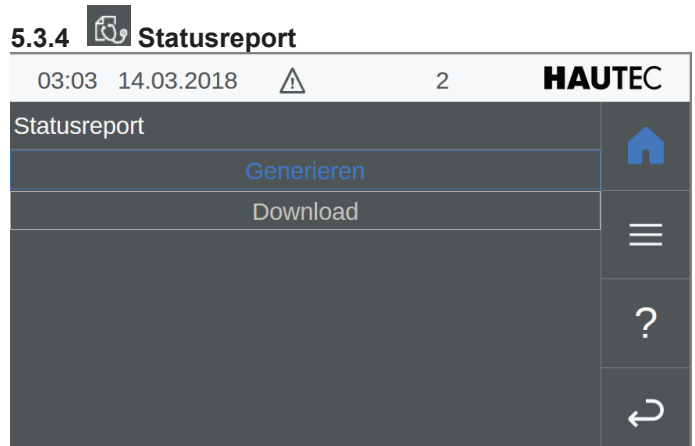 5.3.4 Statusreport
03:03 14.03.2018 2 HAUTEC
Statusreport
Generieren
Download
?